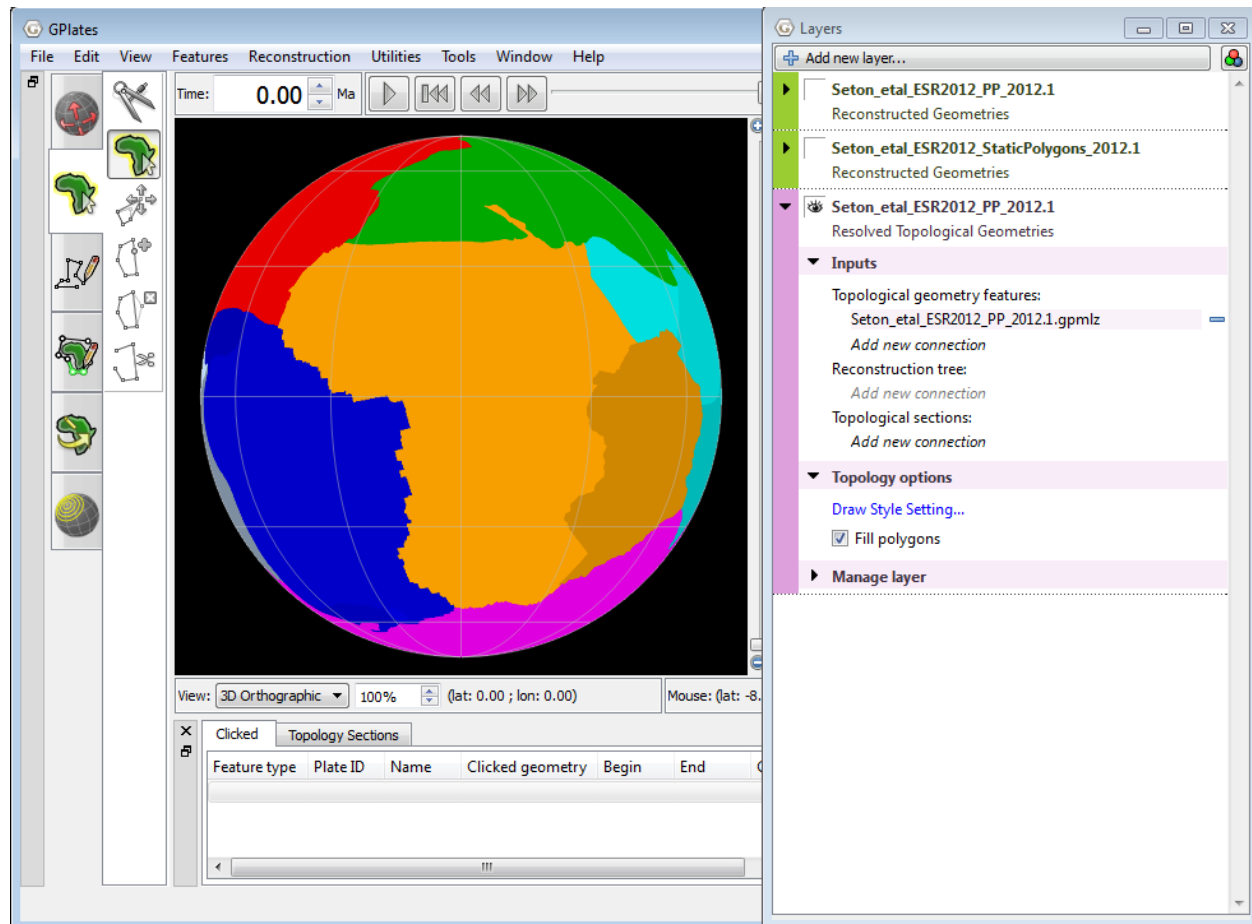 GPlates
File Edit View Features Reconstruction Utilities Tools Window Help
Time: 0.00 Ma
View: 3D Orthographic 100% (lat: 0.00 ; lon: 0.00) Mouse: (lat: -8.
Clicked Topology Sections
Feature type Plate ID Name Clicked geometry Begin End
Layers
Add new layer...
Seton_etal_ESR2012_PP_2012.1
Reconstructed Geometries
Seton_etal_ESR2012_StaticPolygons_2012.1
Reconstructed Geometries
Seton_etal_ESR2012_PP_2012.1
Resolved Topological Geometries
Inputs
Topological geometry features:
Seton_etal_ESR2012_PP_2012.1.gpmlz
Add new connection
Reconstruction tree:
Add new connection
Topological sections:
Add new connection
Topology options
Draw Style Setting...
Fill polygons
Manage layer